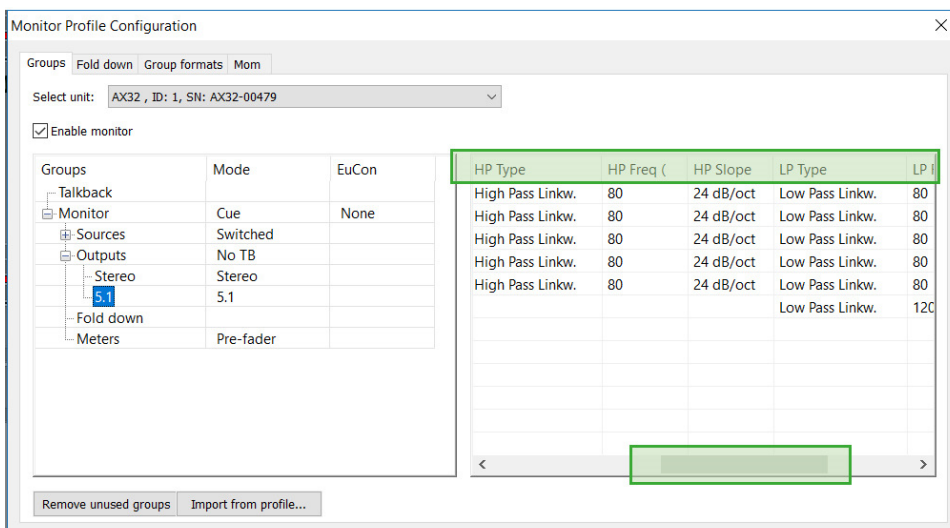 Monitor Profile Configuration
Groups Fold down Group formats Mom
Select unit: AX32 , ID: 1, SN: AX32-00479
Enable monitor
Groups Mode EuCon HP Type HP Freq ( HP Slope LP Type LP
Talkback High Pass Linkw. 80 24 dB/oct Low Pass Linkw. 80
Monitor Cue None High Pass Linkw. 80 24 dB/oct Low Pass Linkw. 80
Sources Switched High Pass Linkw. 80 24 dB/oct Low Pass Linkw. 80
Outputs No TB High Pass Linkw. 80 24 dB/oct Low Pass Linkw. 80
Stereo Stereo High Pass Linkw. 80 24 dB/oct Low Pass Linkw. 80
5.1 5.1 Low Pass Linkw. 120
Fold down
Meters Pre-fader
Remove unused groups Import from profile...